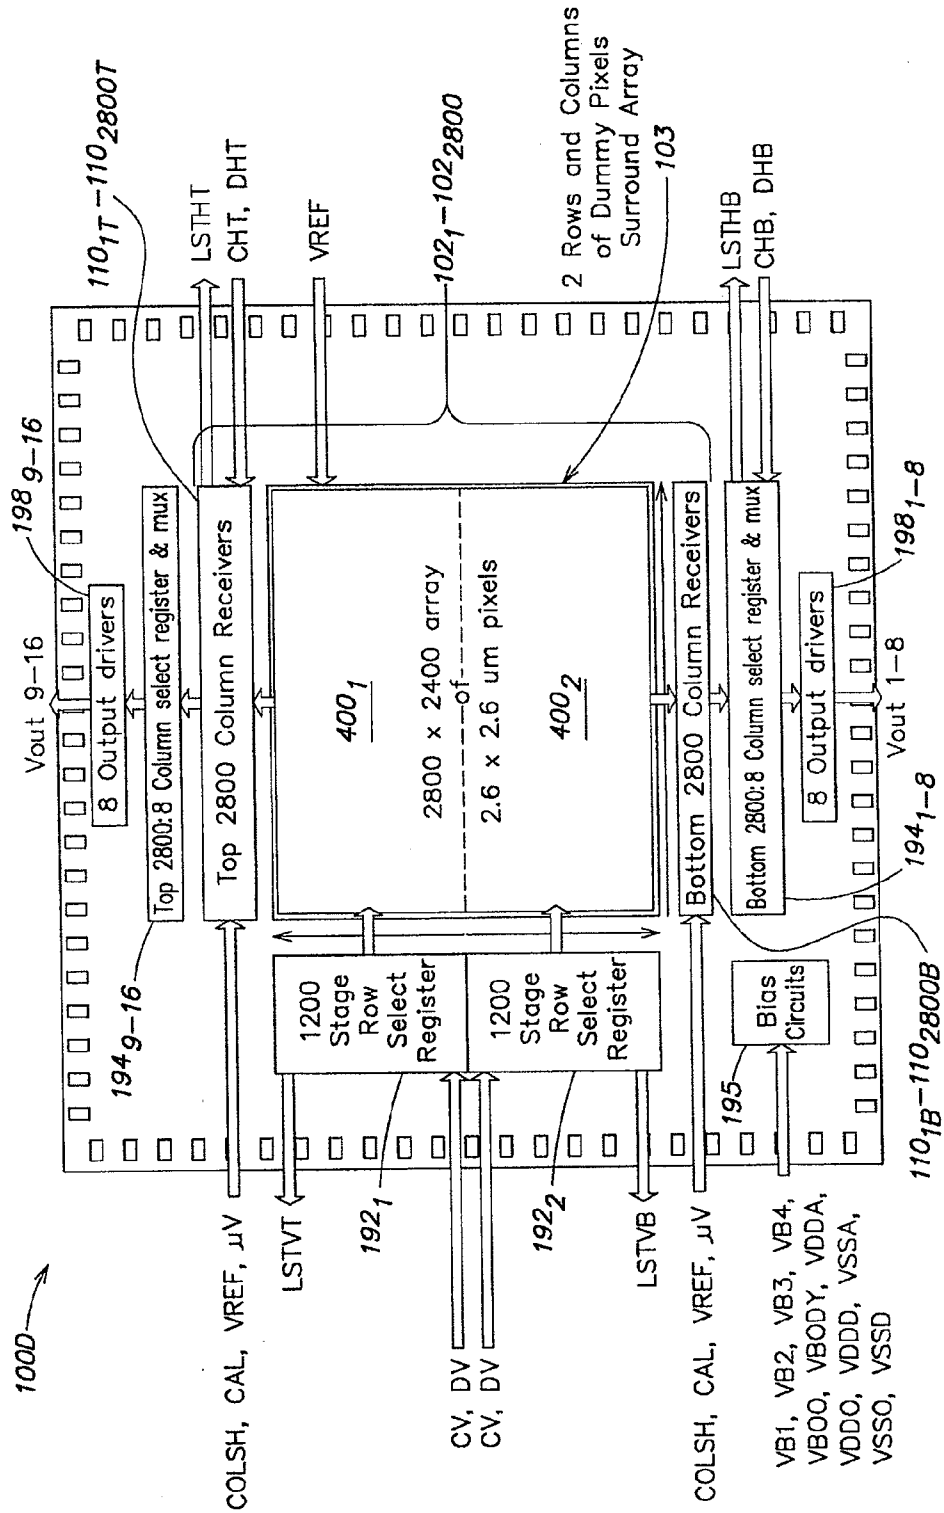 100D
Vout 9-16
198 9-16
110 1T-110 2800T
8 Output drivers
194 9-16
Top 2800:8 Column select register & mux
LSTHT
COLSH, CAL, VREF, µV
Top 2800 Column Receivers
CHT, DHT
LSTVT
VREF
1200
Stage
Row
Select
Register
192 1
400 1
2800 x 2400 array
of
2.6 x 2.6 um pixels
102 1-102 2800
CV, DV
CV, DV
1200
Stage
Row
Select
Register
192 2
400 2
2 Rows and Columns
of Dummy Pixels
Surround Array
103
LSTVB
COLSH, CAL, VREF, µV
Bottom 2800 Column Receivers
LSTHB
Bottom 2800:8 Column select register & mux
CHB, DHB
195
Bias
Circuits
8 Output drivers
VB1, VB2, VB3, VB4,
VBOO, VBODY, VDDA,
VDDO, VDDD, VSSA,
VSSO, VSSD
110 1B-110 2800B
194 1-8
Vout 1-8
198 1-8